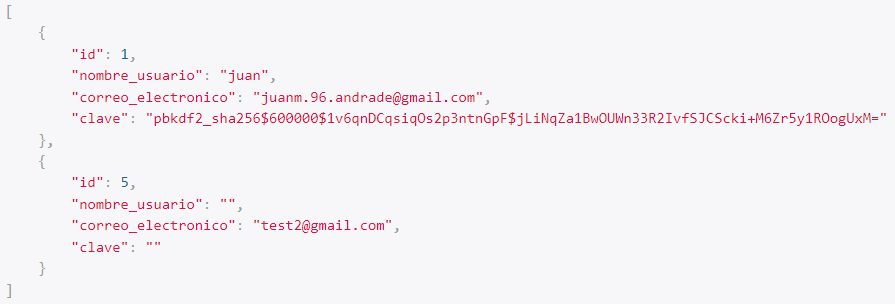 [
    {
        "id": 1,
        "nombre_usuario": "juan",
        "correo_electronico": "juanm.96.andrade@gmail.com",
        "clave": "pbkdf2_sha256$600000$1v6qnDCqsiqOs2p3ntnGpF$jLiNqZa1BwOUWn33R2IvfSJCScki+M6Zr5y1ROogUxM="
    },
    {
        "id": 5,
        "nombre_usuario": "",
        "correo_electronico": "test2@gmail.com",
        "clave": ""
    }
]